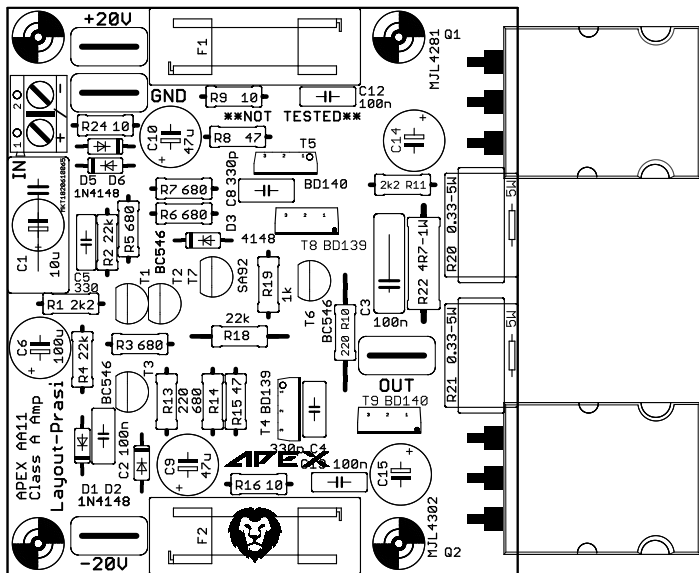 +20V
F1
Q1
MJL4281
GND
R9 10
C12
100n
**NOT TESTED**
2
1
- +
IN
R24 10
C10
47u
R8 47
C14
T5
BD140
330p
C8
D5 D6
1N4148
R7 680
R6 680
2k2 R11
MKT1820610065
C1
10u
C5
330
R2 22k
R5 680
BC546
D3
4148
T8 BD139
C3
100n
R22 4R7-1W
R20 0.33-5W
5W
T1
T2
T7
SA92
R19
1k
T6
BC546
220 R10
R1 2k2
C6
100u
R4 22k
R3 680
22k
R18
R21 0.33-5W
5W
OUT
BC546
T3
R13
220
680
R14
R15 47
T4 BD139
330p C4
T9 BD140
APEX AA11
Class A Amp
Layout-Prasi
C2 100n
D1 D2
1N4148
C9
47u
APEX
100n
R16 10
C15
MJL4302
-20V
F2
Q2